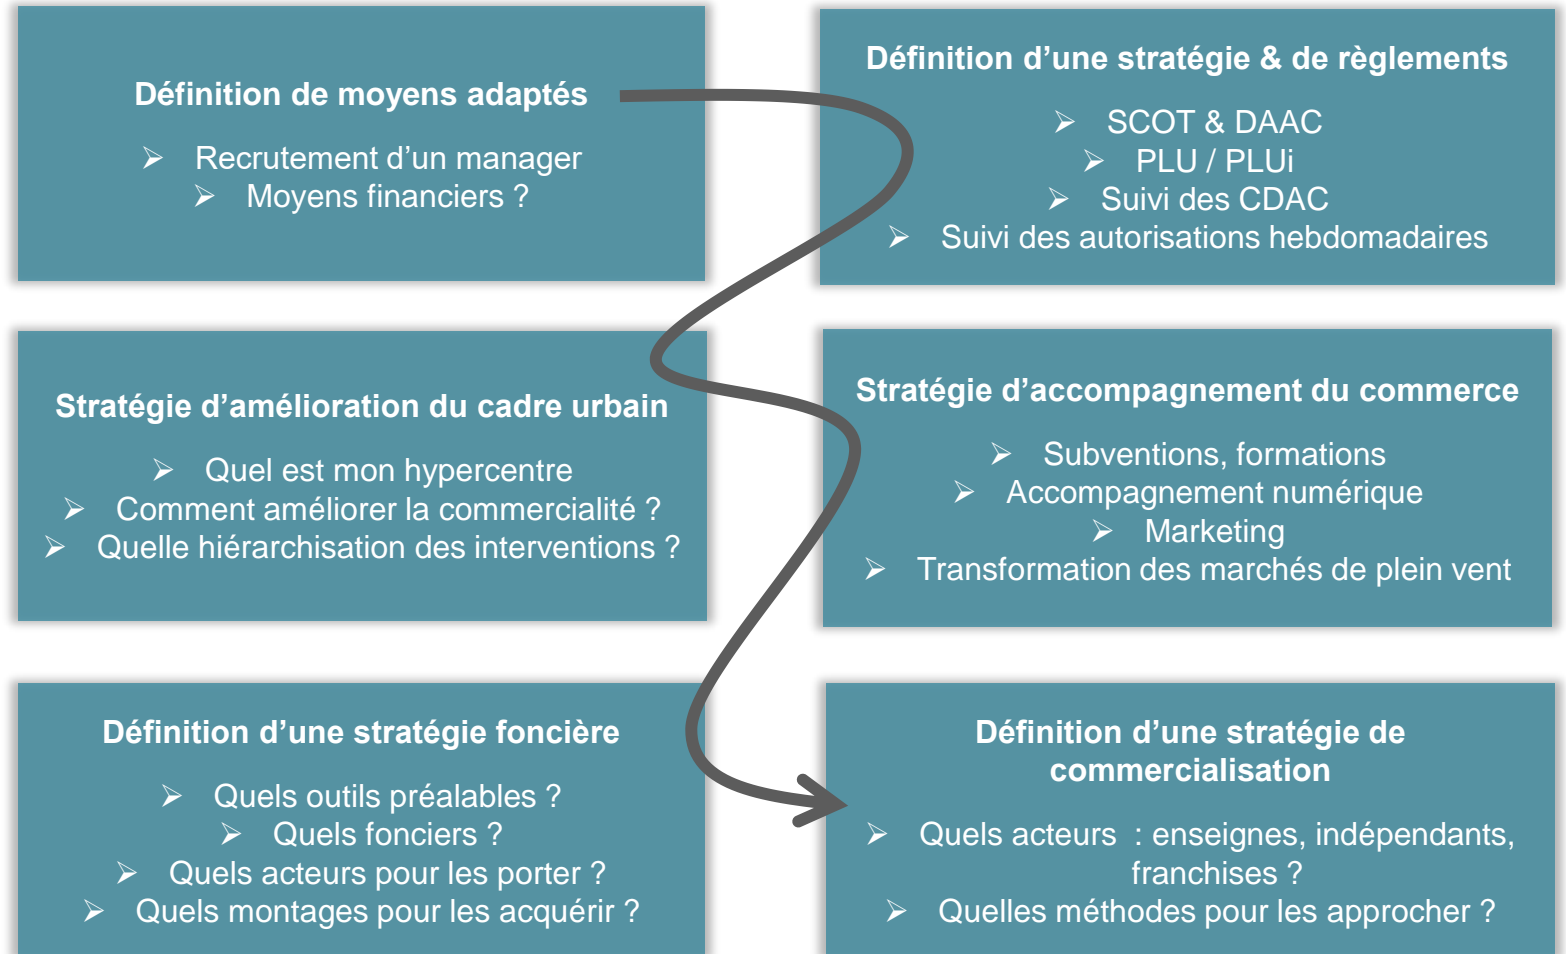 Définition de moyens adaptés
➢ Recrutement d’un manager
➢ Moyens financiers ?
Définition d’une stratégie & de règlements
➢ SCOT & DAAC
➢ PLU / PLUi
➢ Suivi des CDAC
➢ Suivi des autorisations hebdomadaires
Stratégie d’amélioration du cadre urbain
➢ Quel est mon hypercentre
➢ Comment améliorer la commercialité ?
➢ Quelle hiérarchisation des interventions ?
Stratégie d’accompagnement du commerce
➢ Subventions, formations
➢ Accompagnement numérique
➢ Marketing
➢ Transformation des marchés de plein vent
Définition d’une stratégie foncière
➢ Quels outils préalables ?
➢ Quels fonciers ?
➢ Quels acteurs pour les porter ?
➢ Quels montages pour les acquérir ?
Définition d’une stratégie de
commercialisation
➢ Quels acteurs : enseignes, indépendants,
franchises ?
➢ Quelles méthodes pour les approcher ?